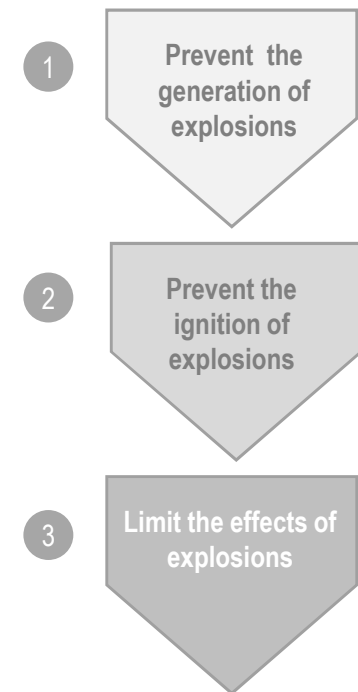 1
Prevent the
generation of
explosions
2
Prevent the
ignition of
explosions
3
Limit the effects of
explosions